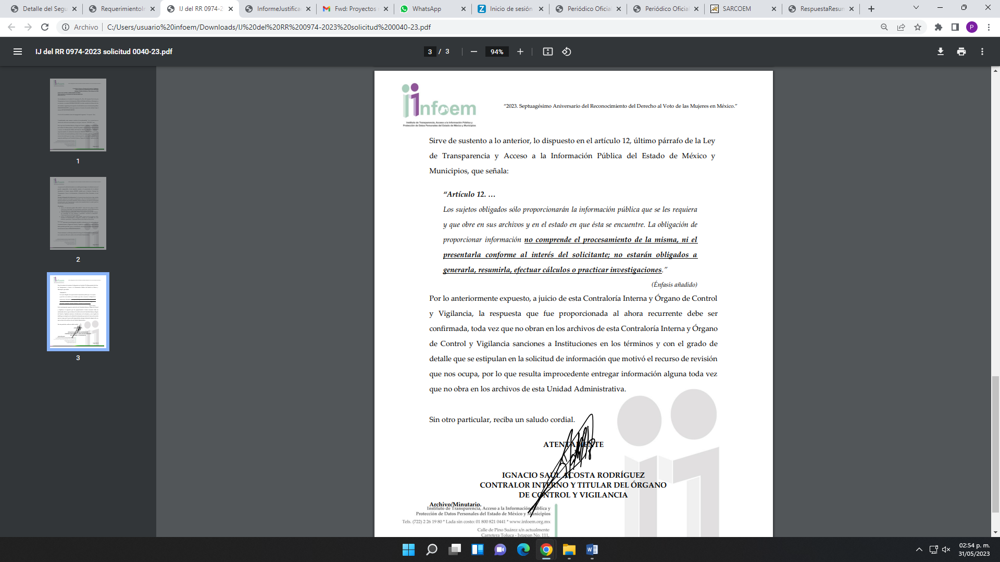 Detalle del Segu
RequerimientoIn
IJ del RR 0974-2
InformeJustifica
Fwd: Proyectos
WhatsApp
Inicio de sesión
Periódico Oficia
Periódico Oficial
SARCOEM
RespuestaResun
Archivo
C:/Users/usuario%20infoem/Downloads/IJ%20del%20RR%200974-2023%20solicitud%200040-23.pdf
P
IJ del RR 0974-2023 solicitud 0040-23.pdf
3 / 3
94%
1
2
3
infoem
Instituto de Transparencia, Acceso a la Información Pública y
Protección de Datos Personales del Estado de México y Municipios
“2023. Septuagésimo Aniversario del Reconocimiento del Derecho al Voto de las Mujeres en México.”
Sirve de sustento a lo anterior, lo dispuesto en el artículo 12, último párrafo de la Ley
de Transparencia y Acceso a la Información Pública del Estado de México y
Municipios, que señala:
“Artículo 12. …
Los sujetos obligados sólo proporcionarán la información pública que se les requiera
y que obre en sus archivos y en el estado en que ésta se encuentre. La obligación de
proporcionar información no comprende el procesamiento de la misma, ni el
presentarla conforme al interés del solicitante; no estarán obligados a
generarla, resumirla, efectuar cálculos o practicar investigaciones.”
(Énfasis añadido)
Por lo anteriormente expuesto, a juicio de esta Contraloría Interna y Órgano de Control
y Vigilancia, la respuesta que fue proporcionada al ahora recurrente debe ser
confirmada, toda vez que no obran en los archivos de esta Contraloría Interna y Órgano
de Control y Vigilancia sanciones a Instituciones en los términos y con el grado de
detalle que se estipulan en la solicitud de información que motivó el recurso de revisión
que nos ocupa, por lo que resulta improcedente entregar información alguna toda vez
que no obra en los archivos de esta Unidad Administrativa.
Sin otro particular, reciba un saludo cordial.
ATENTAMENTE
IGNACIO SAUL ACOSTA RODRÍGUEZ
CONTRALOR INTERNO Y TITULAR DEL ÓRGANO
DE CONTROL Y VIGILANCIA
Archivo/Minutario.
Instituto de Transparencia, Acceso a la Información Pública y
Protección de Datos Personales del Estado de México y Municipios
Tels. (722) 2 26 19 80 * Lada sin costo: 01 800 821 0441 * www.infoem.org.mx
Calle de Pino Suárez s/n actualmente
Carretera Toluca - Ixtapan No. 111,
02:54 p. m.
31/05/2023